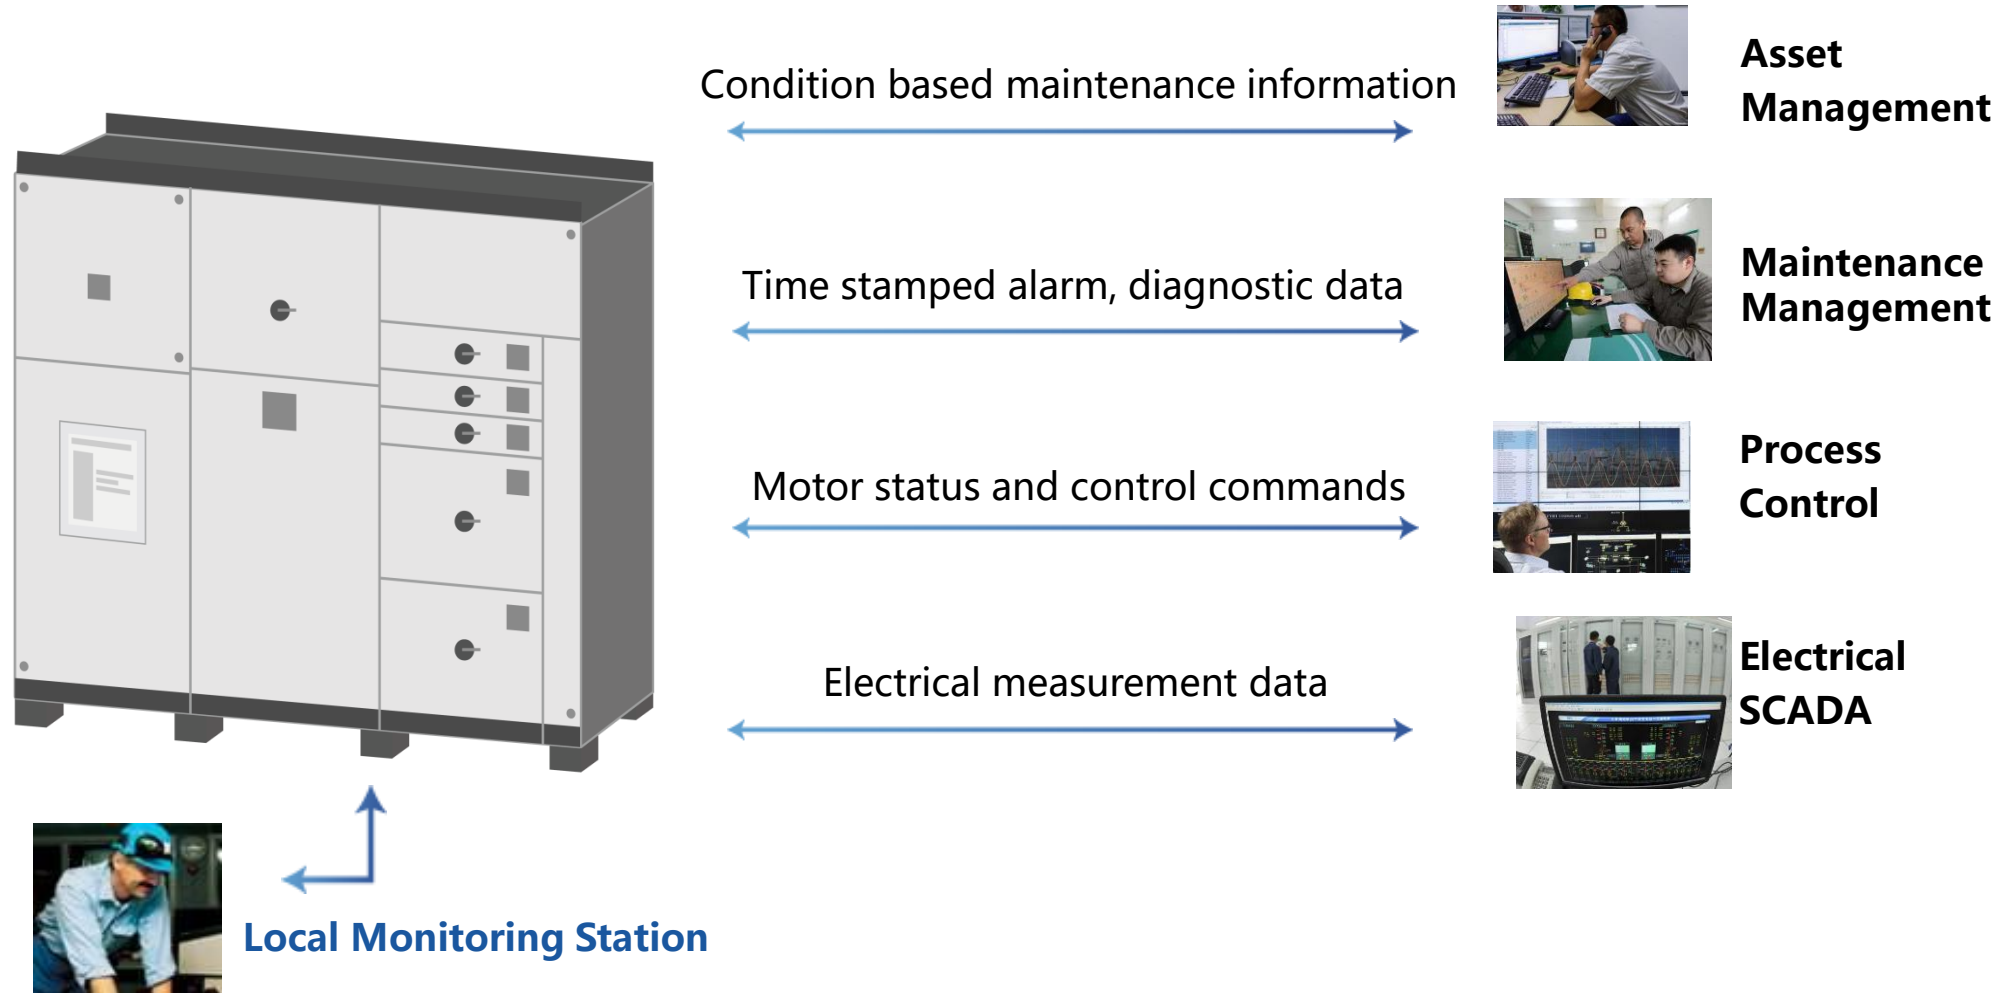 Condition based maintenance information
Asset
Management
Time stamped alarm, diagnostic data
Maintenance
Management
Motor status and control commands
Process
Control
Electrical measurement data
Electrical
SCADA
Local Monitoring Station